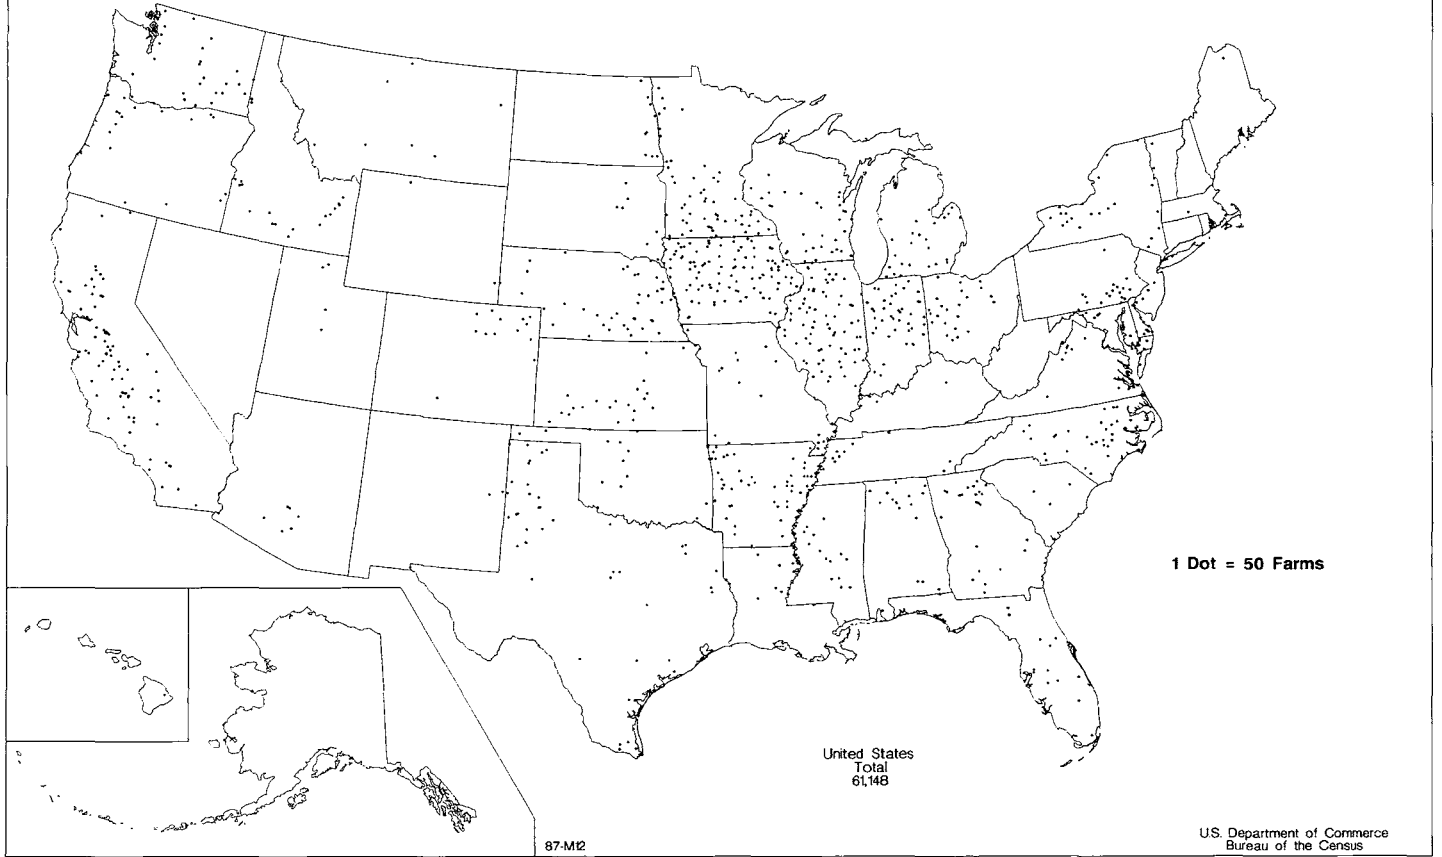 1 Dot = 50 Farms
United States
Total
61,148
87-M12
U.S. Department of Commerce
Bureau of the Census